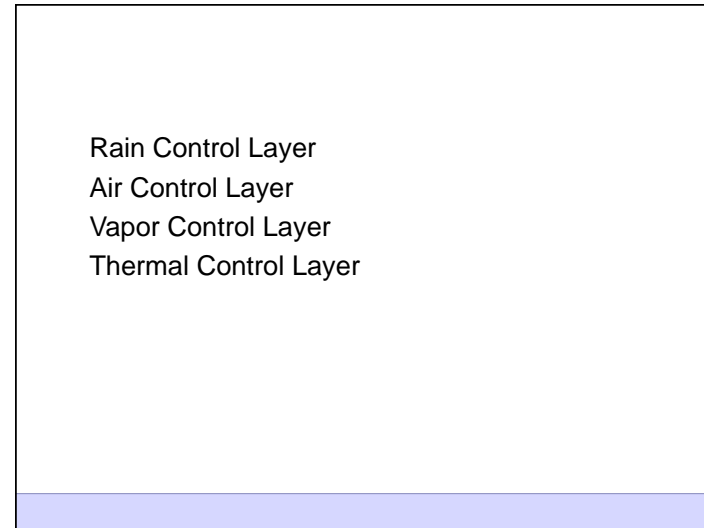 Rain Control Layer
Air Control Layer
Vapor Control Layer
Thermal Control Layer